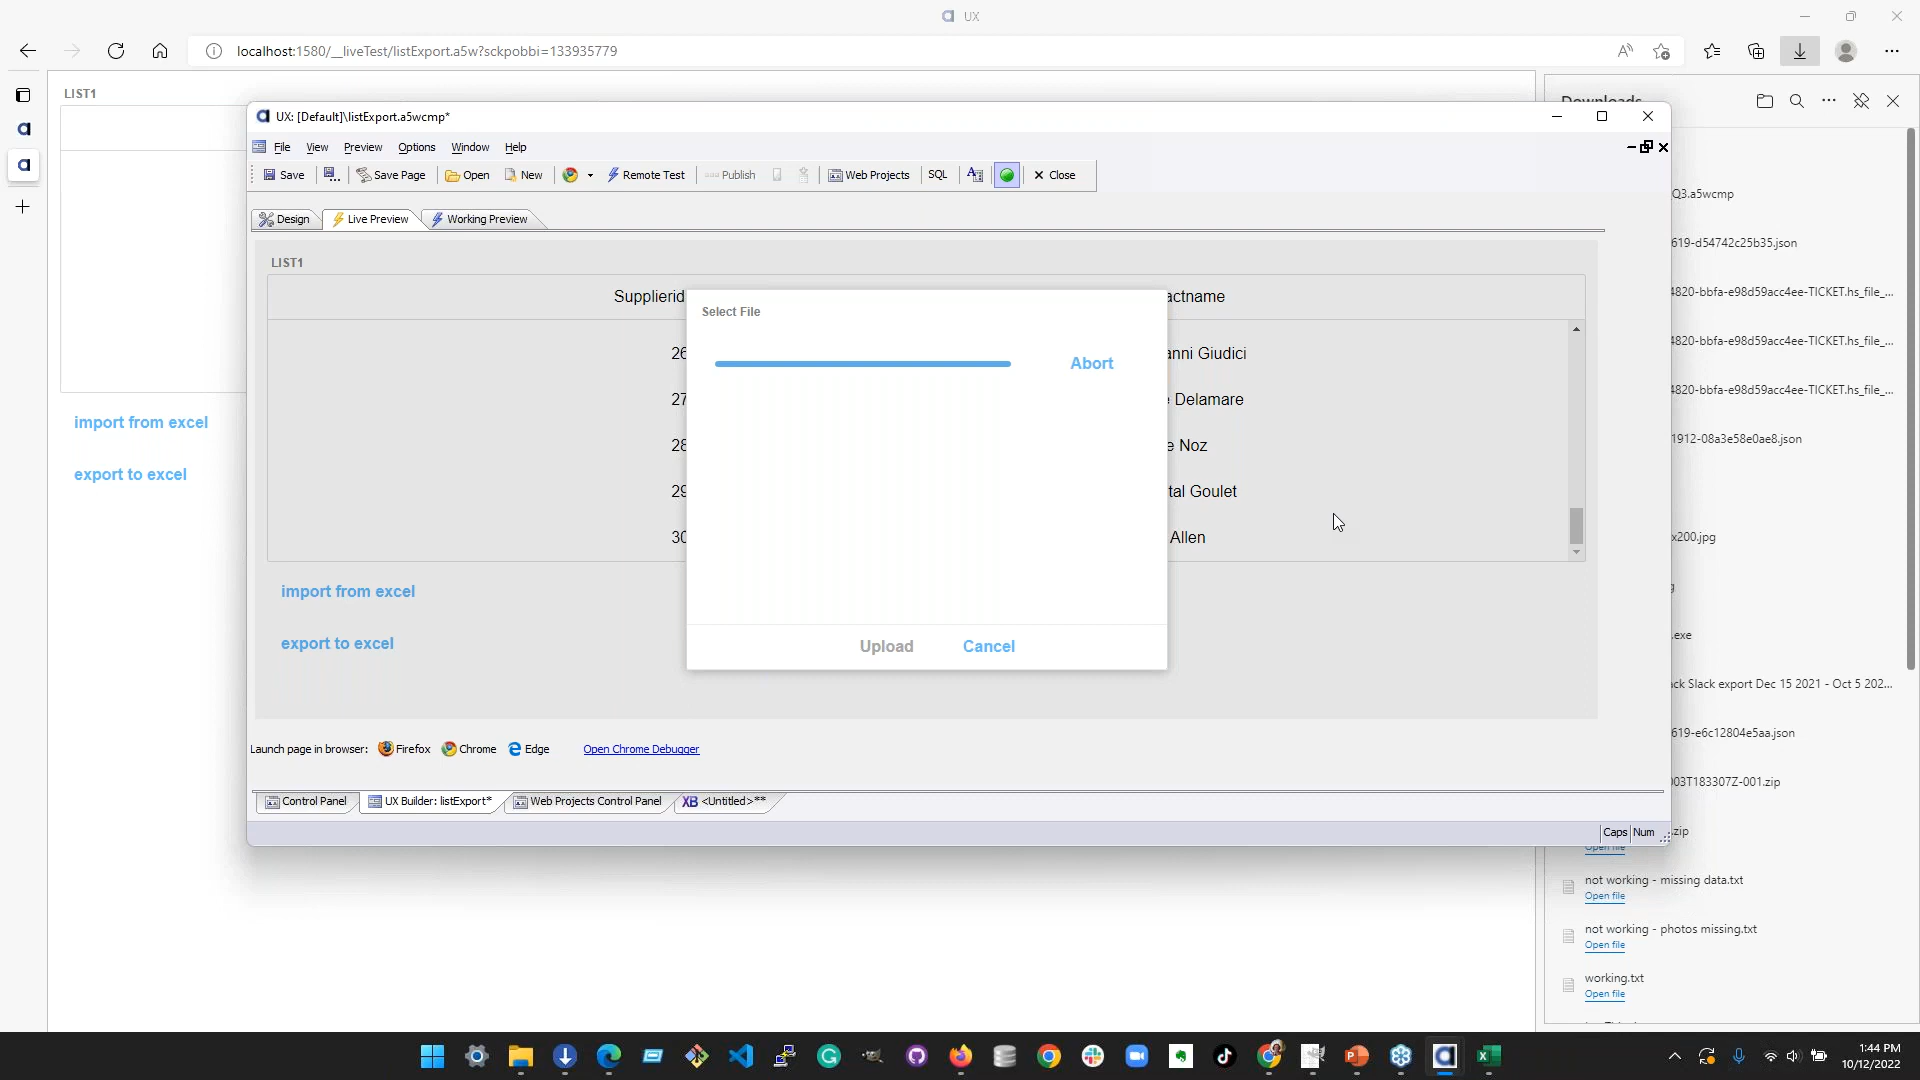 UX
localhost:1580/__liveTest/listExport.a5w?sckpobbi=133935779
LIST1
import from excel
export to excel
UX: [Default]\listExport.a5wcmp*
File View Preview Options Window Help
Save Save Page Open New Remote Test Publish Web Projects SQL Close
Design Live Preview Working Preview
LIST1
Supplierid
actname
26
anni Giudici
27
Delamare
28
e Noz
29
tal Goulet
30
Allen
Select File
Abort
Upload Cancel
import from excel
export to excel
Launch page in browser: Firefox Chrome Edge Open Chrome Debugger
Control Panel UX Builder: listExport* Web Projects Control Panel XB <Untitled>**
Caps Num
Q3.a5wcmp
619-d54742c25b35.json
4820-bbfa-e98d59acc4ee-TICKET.hs_file_...
4820-bbfa-e98d59acc4ee-TICKET.hs_file_...
4820-bbfa-e98d59acc4ee-TICKET.hs_file_...
1912-08a3e58e0ae8.json
x200.jpg
g
.exe
ack Slack export Dec 15 2021 - Oct 5 202...
619-e6c12804e5aa.json
003T183307Z-001.zip
.zip
Open file
not working - missing data.txt
Open file
not working - photos missing.txt
Open file
working.txt
Open file
1:44 PM
10/12/2022